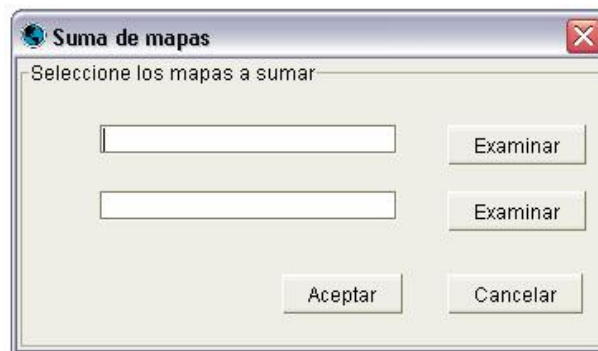 Suma de mapas
Seleccione los mapas a sumar
Examinar
Examinar
Aceptar Cancelar